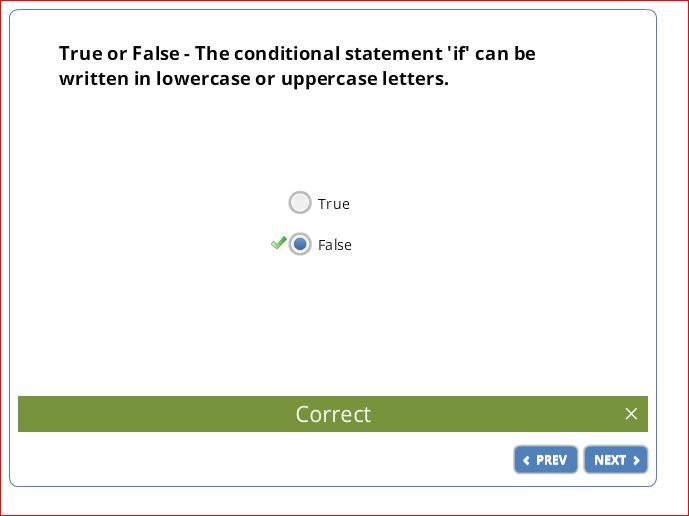 True or False - The conditional statement 'if' can be
written in lowercase or uppercase letters.
True
False
Correct
PREV
NEXT